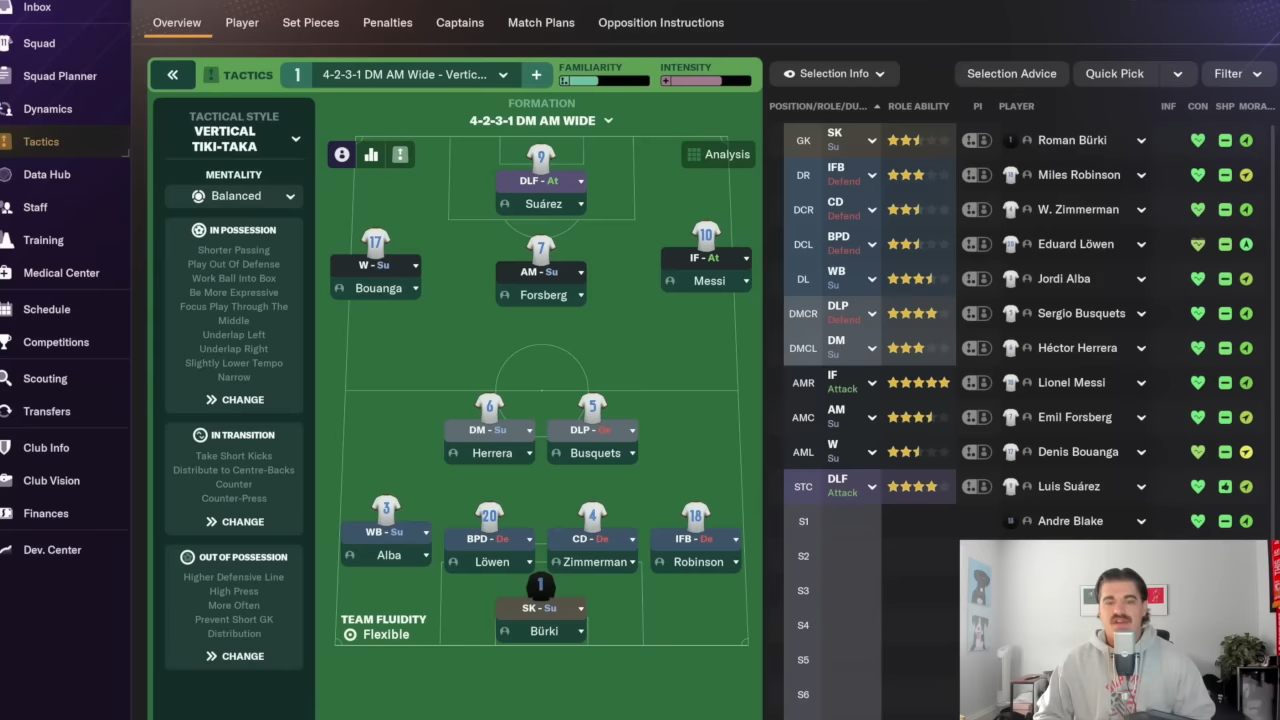 Inbox
Squad
Squad Planner
Dynamics
Tactics
Data Hub
Staff
Training
Medical Center
Schedule
Competitions
Scouting
Transfers
Club Info
Club Vision
Finances
Dev. Center
Overview
Player
Set Pieces
Penalties
Captains
Match Plans
Opposition Instructions
TACTICS
1
4-2-3-1 DM AM Wide - Vertic...
FAMILIARITY
INTENSITY
TACTICAL STYLE
VERTICAL
TIKI-TAKA
MENTALITY
Balanced
IN POSSESSION
Shorter Passing
Play Out Of Defense
Work Ball Into Box
Be More Expressive
Focus Play Through The
Middle
Underlap Left
Underlap Right
Slightly Lower Tempo
Narrow
CHANGE
IN TRANSITION
Take Short Kicks
Distribute to Centre-Backs
Counter
Counter-Press
CHANGE
OUT OF POSSESSION
Higher Defensive Line
High Press
More Often
Prevent Short GK
Distribution
CHANGE
FORMATION
4-2-3-1 DM AM WIDE
Analysis
9
DLF - At
Suárez
17
W - Su
Bouanga
7
AM - Su
Forsberg
10
IF - At
Messi
6
DM - Su
Herrera
5
DLP - De
Busquets
3
WB - Su
Alba
20
BPD - De
Löwen
4
CD - De
Zimmerman
18
IFB - De
Robinson
1
SK - Su
Bürki
TEAM FLUIDITY
Flexible
Selection Info
Selection Advice
Quick Pick
Filter
POSITION/ROLE/DU... ROLE ABILITY PI PLAYER INF CON SHP MORA...
GK SK Su Roman Bürki
DR IFB Defend Miles Robinson
DCR CD Defend W. Zimmerman
DCL BPD Defend Eduard Löwen
DL WB Su Jordi Alba
DMCR DLP Defend Sergio Busquets
DMCL DM Su Héctor Herrera
AMR IF Attack Lionel Messi
AMC AM Su Emil Forsberg
AML W Su Denis Bouanga
STC DLF Attack Luis Suárez
S1 Andre Blake
S2
S3
S4
S5
S6